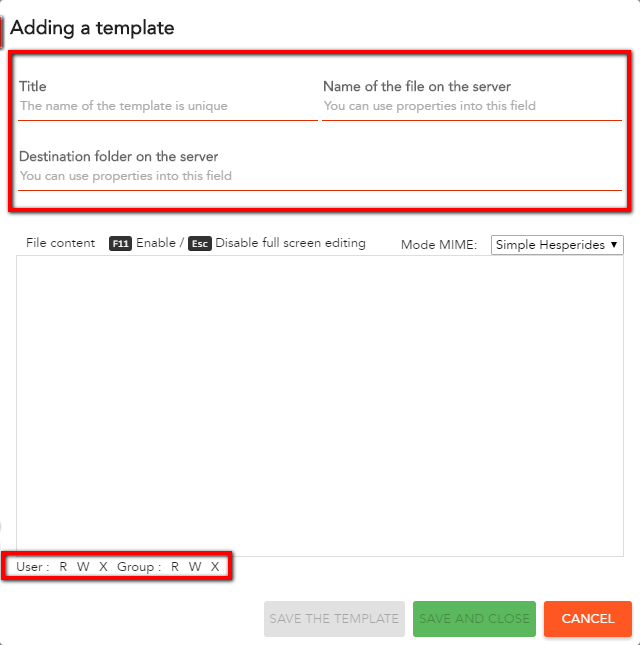 Adding a template
Title Name of the file on the server
The name of the template is unique You can use properties into this field
Destination folder on the server
You can use properties into this field
File content F11 Enable / Esc Disable full screen editing Mode MIME: Simple Hesperides ▼
User : R W X Group : R W X
SAVE THE TEMPLATE SAVE AND CLOSE CANCEL